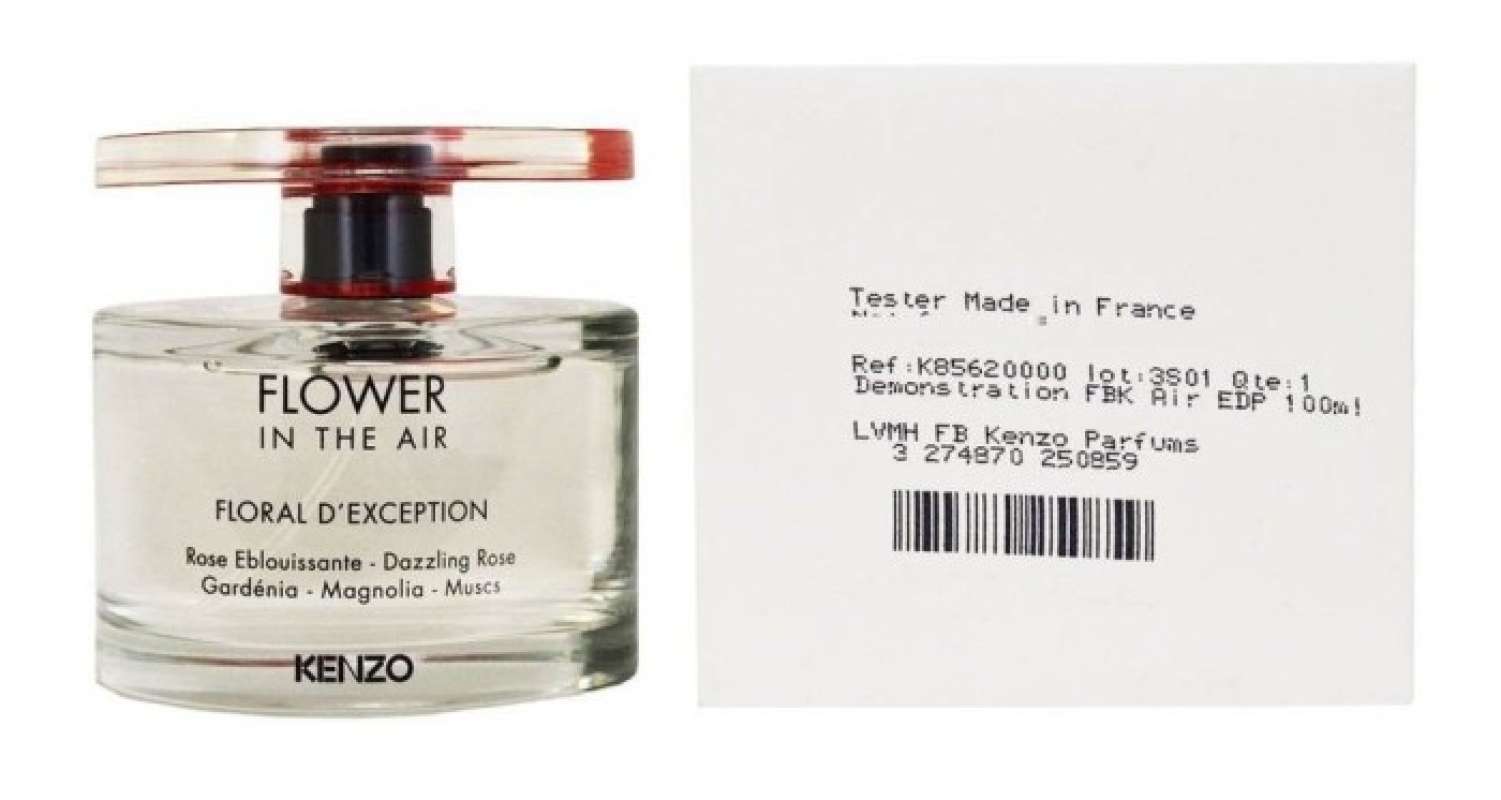 FLOWER
IN THE AIR
FLORAL D'EXCEPTION
Rose Eblouissante - Dazzling Rose
Gardénia - Magnolia - Muscs
KENZO
Tester Made in France
Ref:K85620000 lot:3S01 Qte:1
Demonstration FBK Air EDP 100ml
LVMH FB Kenzo Parfums
3 274870 250859